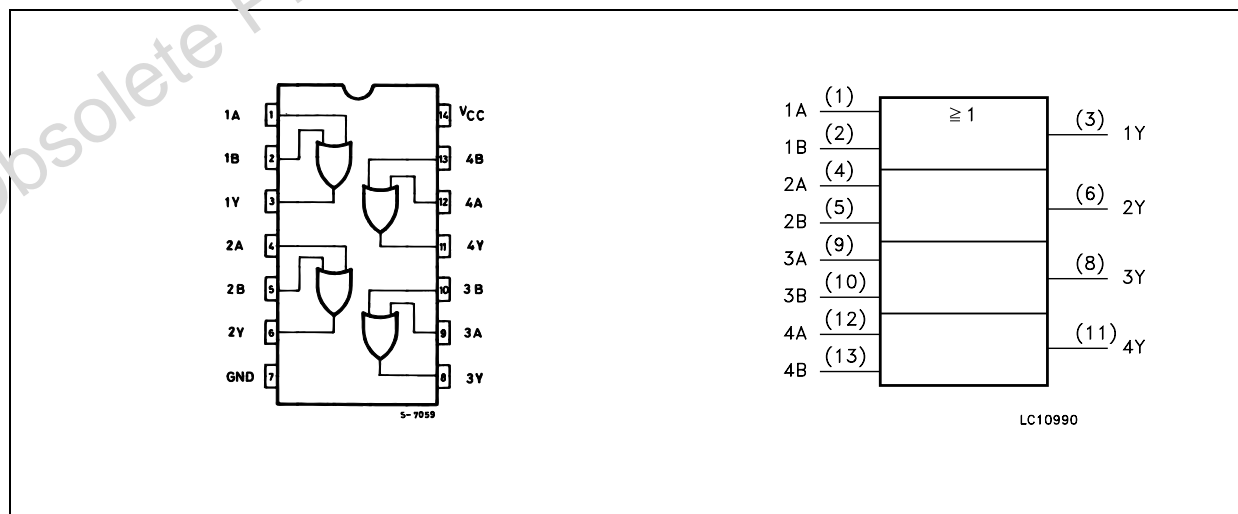 Obsolete P
1A 1 14 VCC
1B 2 13 4B
1Y 3 12 4A
2A 4 11 4Y
2B 5 10 3B
2Y 6 9 3A
GND 7 8 3Y
S-7059
1A (1) ≧1
(3) 1Y
1B (2)
2A (4)
(6) 2Y
2B (5)
3A (9)
(8) 3Y
3B (10)
4A (12)
(11) 4Y
4B (13)
LC10990